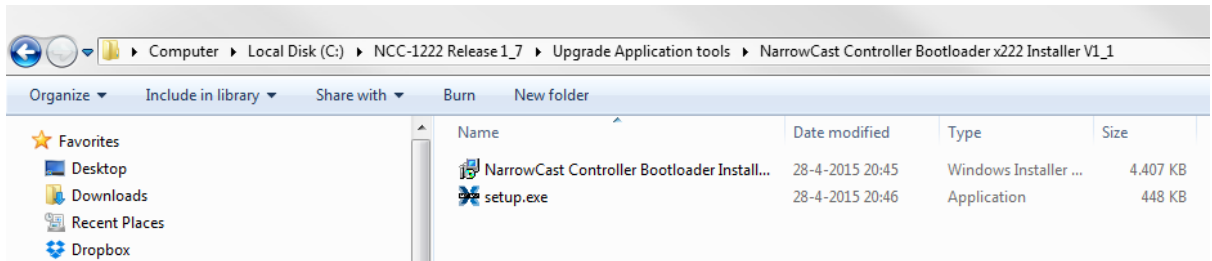 Computer ▸ Local Disk (C:) ▸ NCC-1222 Release 1_7 ▸ Upgrade Application tools ▸ NarrowCast Controller Bootloader x222 Installer V1_1
Organize ▾ Include in library ▾ Share with ▾ Burn New folder
Favorites
Desktop
Downloads
Recent Places
Dropbox
Name Date modified Type Size
NarrowCast Controller Bootloader Install... 28-4-2015 20:45 Windows Installer ... 4.407 KB
setup.exe 28-4-2015 20:46 Application 448 KB